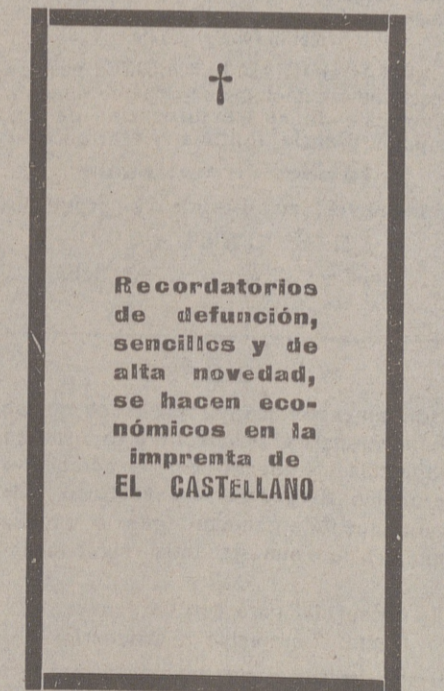 †
Recordatorios
de defunción,
sencillos y de
alta novedad,
se hacen eco-
nómicos en la
imprenta de
EL CASTELLANO